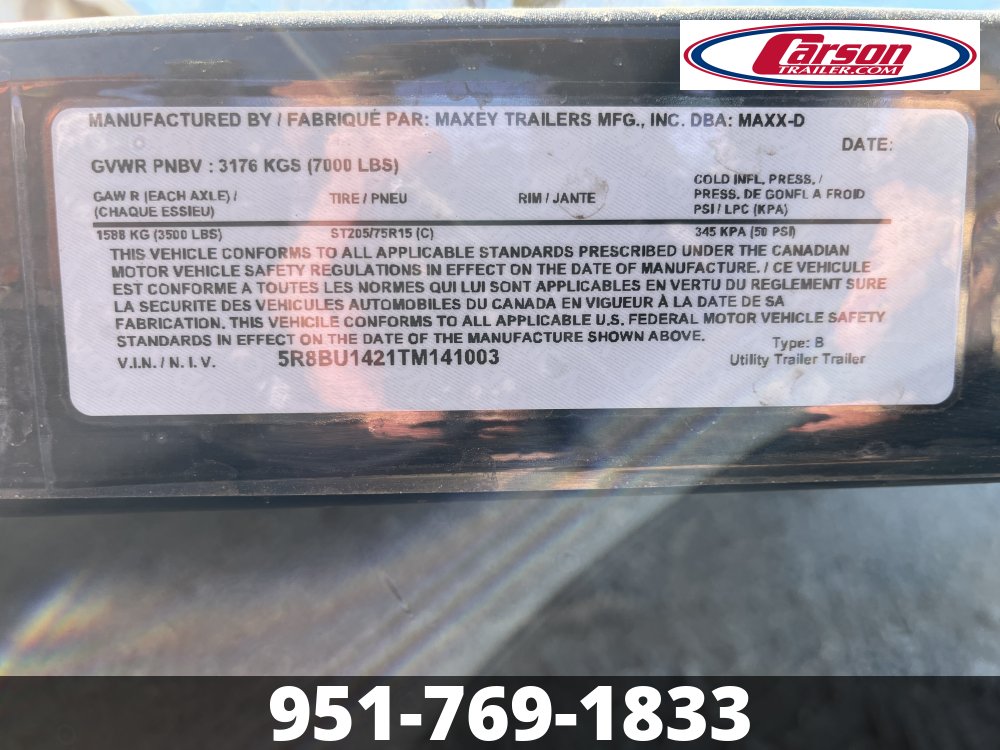 Carson
TRAILER.COM
MANUFACTURED BY / FABRIQUÉ PAR: MAXEY TRAILERS MFG., INC. DBA: MAXX-D
DATE:
GVWR PNBV : 3176 KGS (7000 LBS)
GAW R (EACH AXLE) / (CHAQUE ESSIEU) TIRE / PNEU RIM / JANTE COLD INFL, PRESS, / PRESS. DE GONFL A FROID PSI / LPC (KPA)
1588 KG (3500 LBS) ST205/75R15 (C) 345 KPA (50 PSI)
THIS VEHICLE CONFORMS TO ALL APPLICABLE STANDARDS PRESCRIBED UNDER THE CANADIAN
MOTOR VEHICLE SAFETY REGULATIONS IN EFFECT ON THE DATE OF MANUFACTURE. / CE VEHICULE
EST CONFORME A TOUTES LES NORMES QUI LUI SONT APPLICABLES EN VERTU DU REGLEMENT SURE
LA SECURITE DES VEHICULES AUTOMOBILES DU CANADA EN VIGUEUR À LA DATE DE SA
FABRICATION. THIS VEHICILE CONFORMS TO ALL APPLICABLE U.S. FEDERAL MOTOR VEHICLE SAFETY
STANDARDS IN EFFECT ON THE DATE OF THE MANUFACTURE SHOWN ABOVE.
V.I.N. / N. I. V. 5R8BU1421TM141003 Type: B
Utility Trailer Trailer
951-769-1833